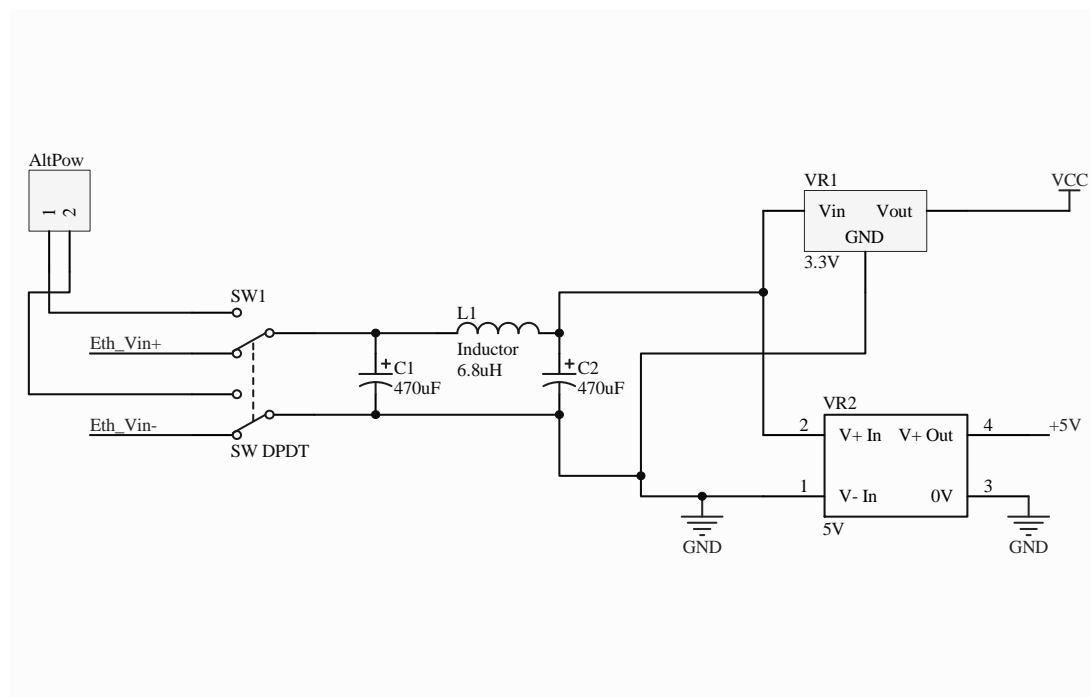 AltPow
1
2
VR1
VCC
Vin
Vout
GND
3.3V
SW1
L1
Eth_Vin+
Inductor
6.8uH
+
C1
470uF
+
C2
470uF
VR2
Eth_Vin-
SW DPDT
2
V+ In
V+ Out
4
+5V
1
V- In
0V
3
5V
GND
GND